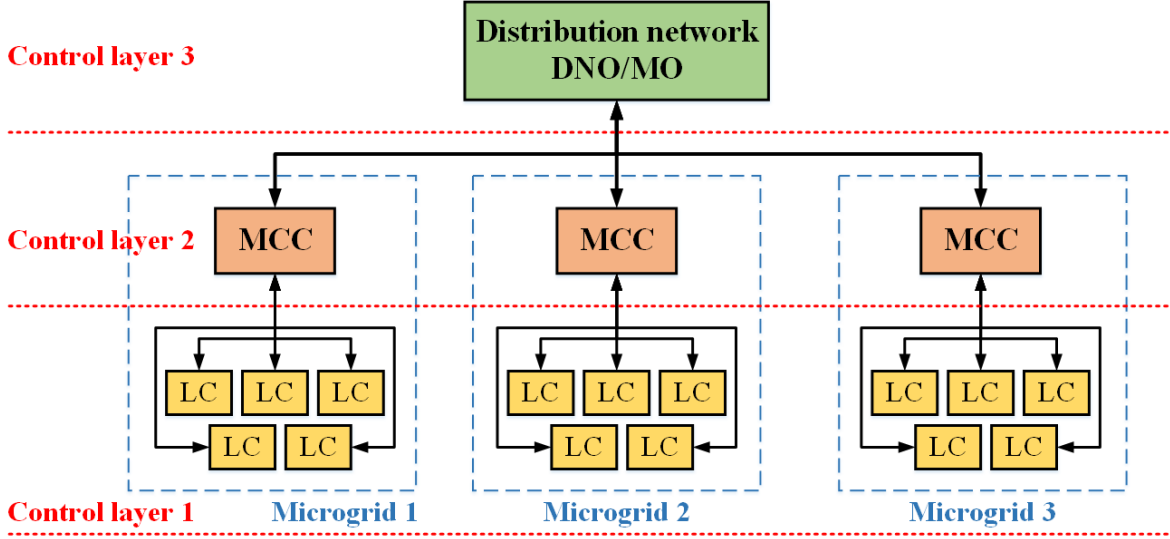 Distribution network
DNO/MO
Control layer 3
MCC MCC MCC
Control layer 2
LC LC LC LC LC LC LC LC LC
LC LC LC LC LC LC
Control layer 1 Microgrid 1 Microgrid 2 Microgrid 3